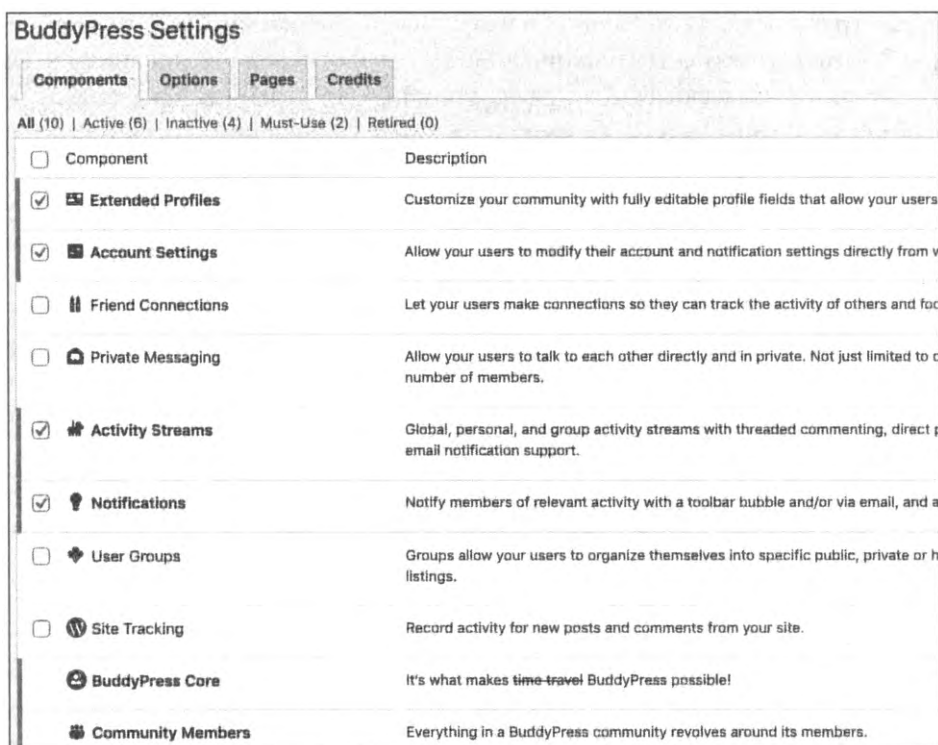 BuddyPress Settings
Components Options Pages Credits
All (10) | Active (6) | Inactive (4) | Must-Use (2) | Retired (0)
Component Description
Extended Profiles Customize your community with fully editable profile fields that allow your users
Account Settings Allow your users to modify their account and notification settings directly from
Friend Connections Let your users make connections so they can track the activity of others and
Private Messaging Allow your users to talk to each other directly and in private. Not just limited to
number of members.
Activity Streams Global, personal, and group activity streams with threaded commenting, direct
email notification support.
Notifications Notify members of relevant activity with a toolbar bubble and/or via email, and
User Groups Groups allow your users to organize themselves into specific public, private or
listings.
Site Tracking Record activity for new posts and comments from your site.
BuddyPress Core It's what makes time travel BuddyPress possible!
Community Members Everything in a BuddyPress community revolves around its members.